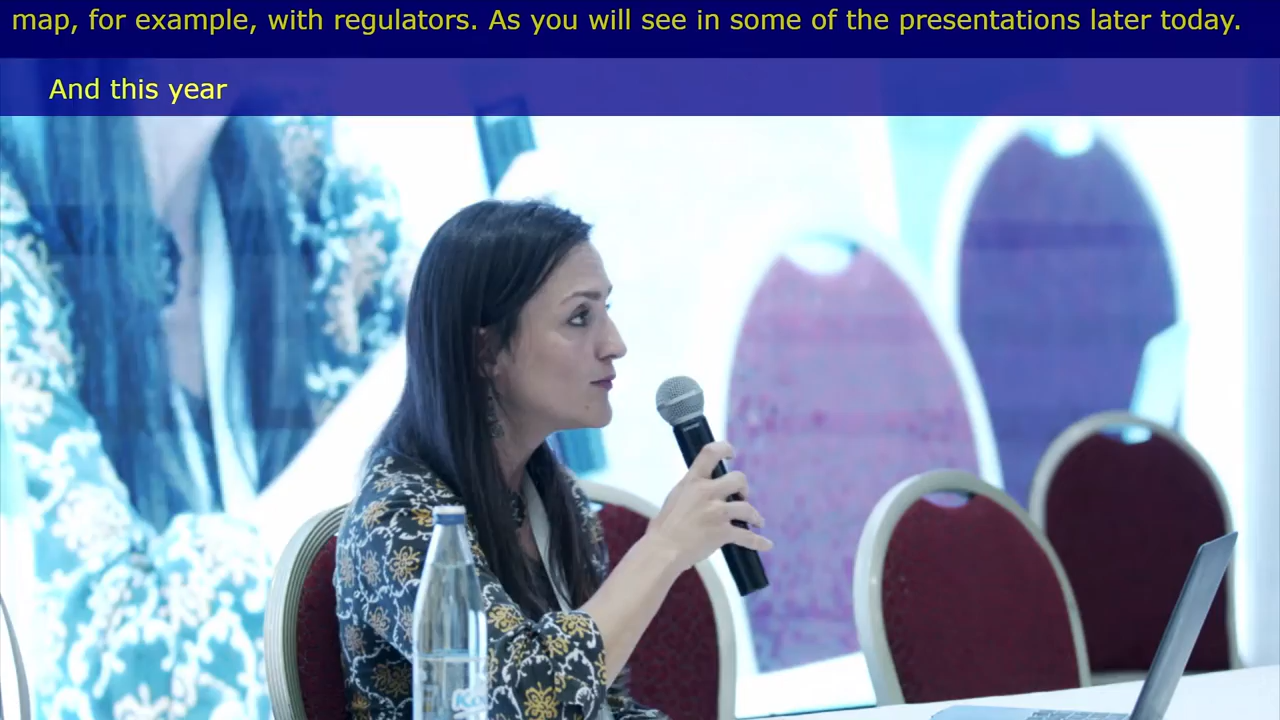 map, for example, with regulators. As you will see in some of the presentations later today.
And this year